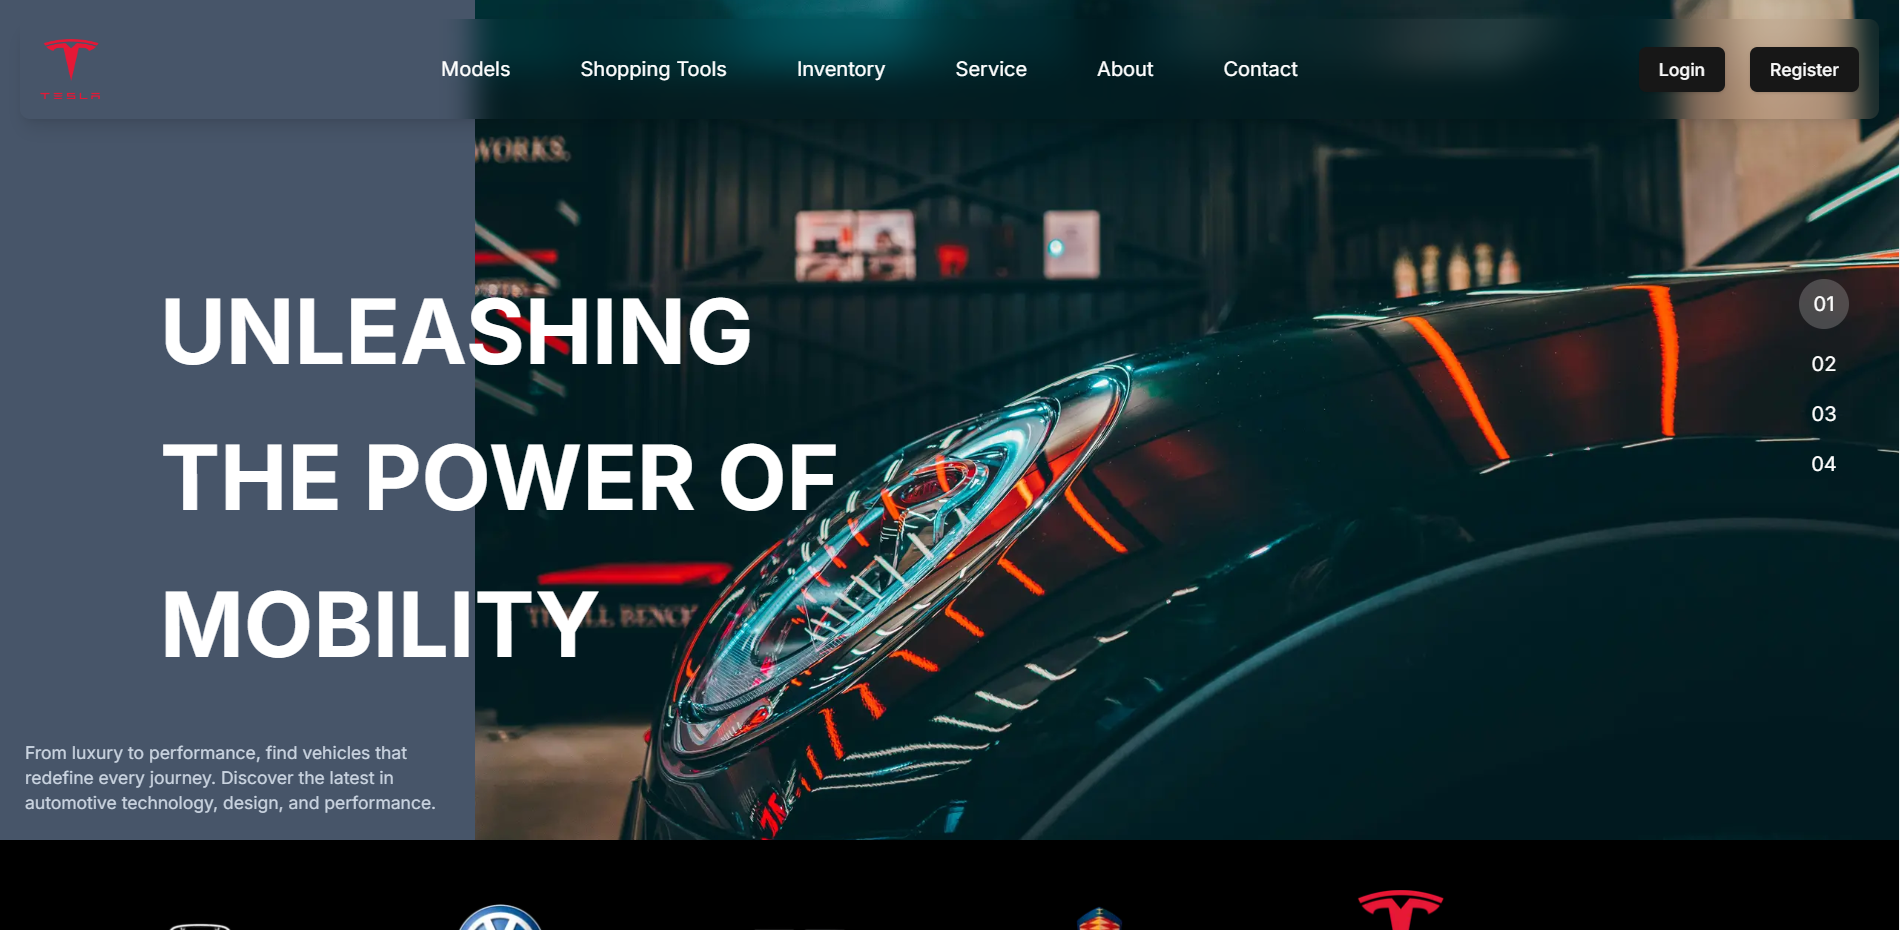 TESLA
Models
Shopping Tools
Inventory
Service
About
Contact
Login
Register
WORKS.
UNLEASHING
THE POWER OF
MOBILITY
01
02
03
04
From luxury to performance, find vehicles that
redefine every journey. Discover the latest in
automotive technology, design, and performance.